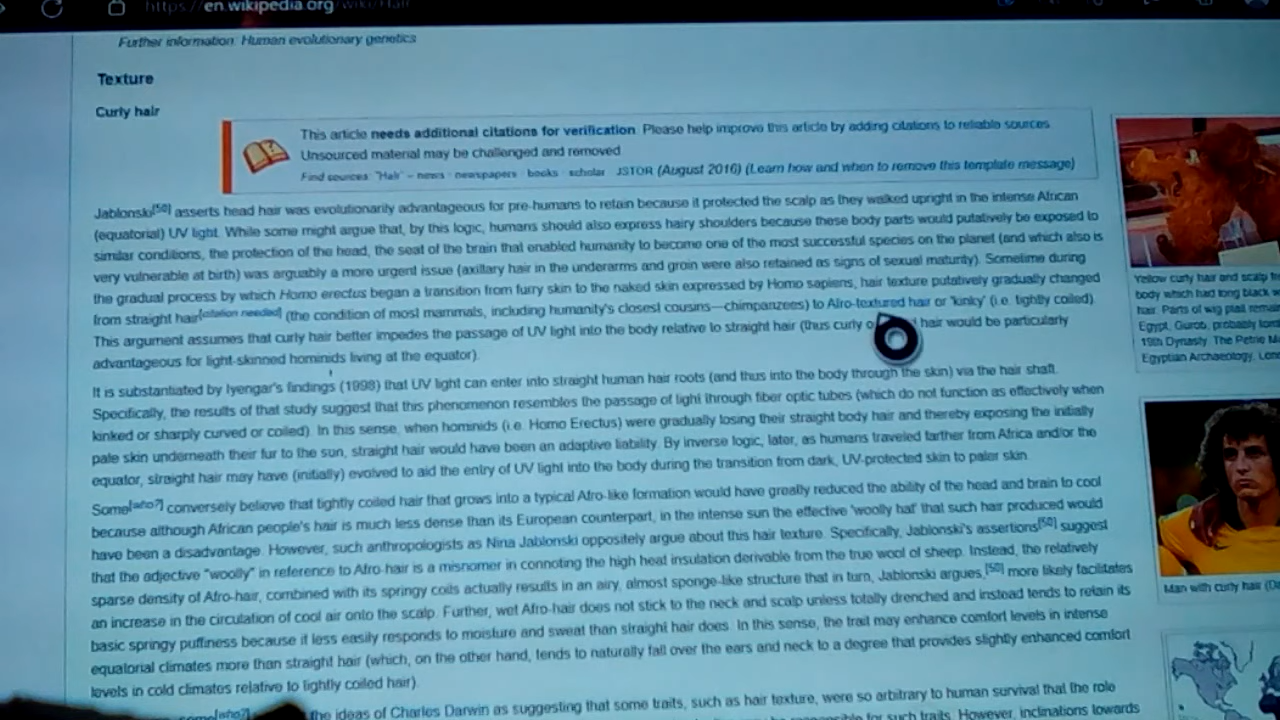 https://en.wikipedia.org/wiki/Hair
Further information: Human evolutionary genetics
Texture
Curly hair
This article needs additional citations for verification. Please help improve this article by adding citations to reliable sources.
Unsourced material may be challenged and removed.
Find sources: "Hair" – news · newspapers · books · scholar · JSTOR (August 2016) (Learn how and when to remove this template message)
Jablonski[50] asserts head hair was evolutionarily advantageous for pre-humans to retain because it protected the scalp as they walked upright in the intense African
(equatorial) UV light. While some might argue that, by this logic, humans should also express hairy shoulders because these body parts would putatively be exposed to
similar conditions, the protection of the head, the seat of the brain that enabled humanity to become one of the most successful species on the planet (and which also is
very vulnerable at birth) was arguably a more urgent issue (axillary hair in the underarms and groin were also retained as signs of sexual maturity). Sometime during
the gradual process by which Homo erectus began a transition from furry skin to the naked skin expressed by Homo sapiens, hair texture putatively gradually changed
from straight hair[citation needed] (the condition of most mammals, including humanity's closest cousins—chimpanzees) to Afro-textured hair or 'kinky' (i.e. tightly coiled).
This argument assumes that curly hair better impedes the passage of UV light into the body relative to straight hair (thus curly hair would be particularly
advantageous for light-skinned hominids living at the equator).
It is substantiated by Iyengar's findings (1998) that UV light can enter into straight human hair roots (and thus into the body through the skin) via the hair shaft.
Specifically, the results of that study suggest that this phenomenon resembles the passage of light through fiber optic tubes (which do not function as effectively when
kinked or sharply curved or coiled). In this sense, when hominids (i.e. Homo Erectus) were gradually losing their straight body hair and thereby exposing the initially
pale skin underneath their fur to the sun, straight hair would have been an adaptive liability. By inverse logic, later, as humans traveled farther from Africa and/or the
equator, straight hair may have (initially) evolved to aid the entry of UV light into the body during the transition from dark, UV-protected skin to paler skin.
Some[who?] conversely believe that tightly coiled hair that grows into a typical Afro-like formation would have greatly reduced the ability of the head and brain to cool
because although African people's hair is much less dense than its European counterpart, in the intense sun the effective 'woolly hat' that such hair produced would
have been a disadvantage. However, such anthropologists as Nina Jablonski oppositely argue about this hair texture. Specifically, Jablonski's assertions[50] suggest
that the adjective "woolly" in reference to Afro-hair is a misnomer in connoting the high heat insulation derivable from the true wool of sheep. Instead, the relatively
sparse density of Afro-hair, combined with its springy coils actually results in an airy, almost sponge-like structure that in turn, Jablonski argues,[50] more likely facilitates
an increase in the circulation of cool air onto the scalp. Further, wet Afro-hair does not stick to the neck and scalp unless totally drenched and instead tends to retain its
basic springy puffiness because it less easily responds to moisture and sweat than straight hair does. In this sense, the trait may enhance comfort levels in intense
equatorial climates more than straight hair (which, on the other hand, tends to naturally fall over the ears and neck to a degree that provides slightly enhanced comfort
levels in cold climates relative to tightly coiled hair).
some[who?] the ideas of Charles Darwin as suggesting that some traits, such as hair texture, were so arbitrary to human survival that the role
for such traits. However, inclinations towards
Yellow curly hair and scalp
body which had long black
hair. Parts of wig plait
Egypt, Gurob, probably
19th Dynasty. The Petrie
Egyptian Archaeology,
Man with curly hair